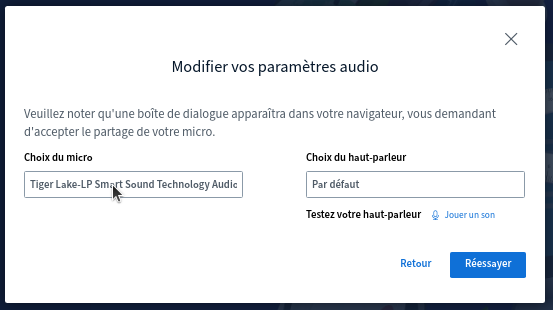 Modifier vos paramètres audio
Veuillez noter qu'une boîte de dialogue apparaîtra dans votre navigateur, vous demandant
d'accepter le partage de votre micro.
Choix du micro
Choix du haut-parleur
Tiger Lake-LP Smart Sound Technology Audic
Par défaut
Testez votre haut-parleur
Jouer un son
Retour
Réessayer